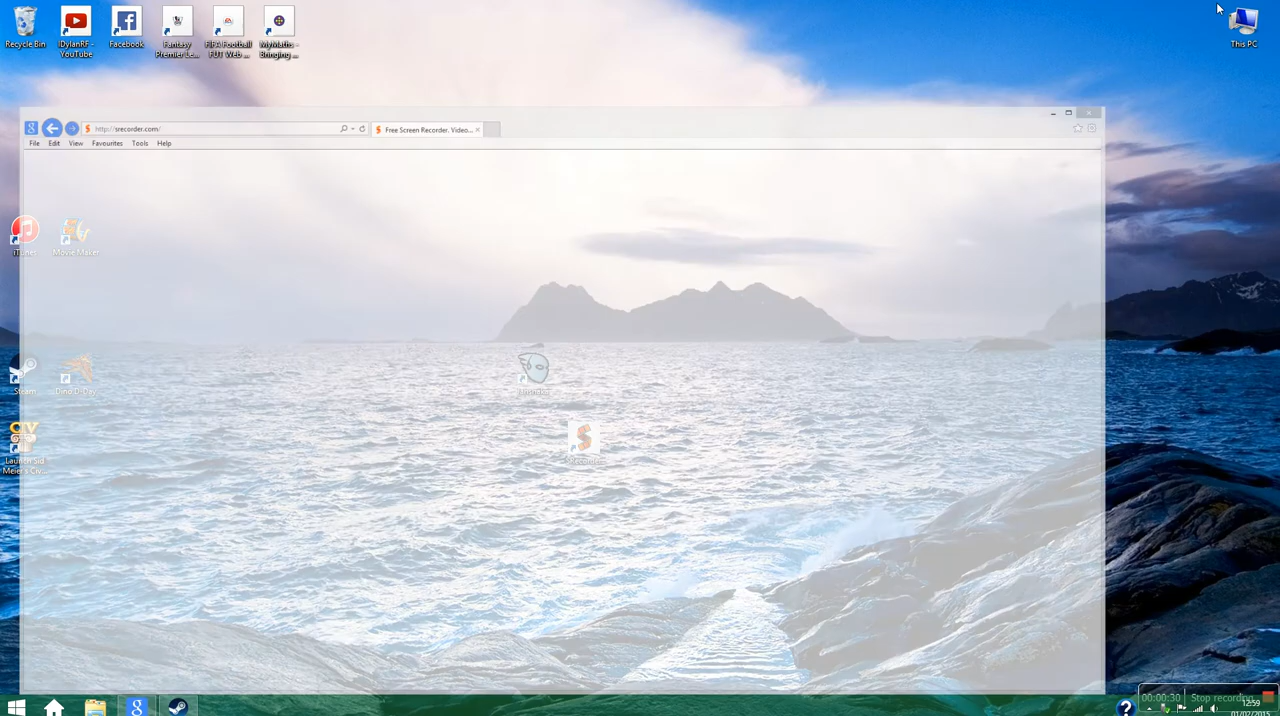 Recycle Bin
iDylanRF - YouTube
Facebook
Fantasy Premier Le...
FIFA Football FUT Web ...
MyMaths - Bringing ...
This PC
http://srecorder.com/
Free Screen Recorder. Video...
File Edit View Favourites Tools Help
iTunes
Movie Maker
Steam
Dino D-Day
Launch Sid Meier's Civ...
00:00:30 Stop recording
12:59
01/02/2015